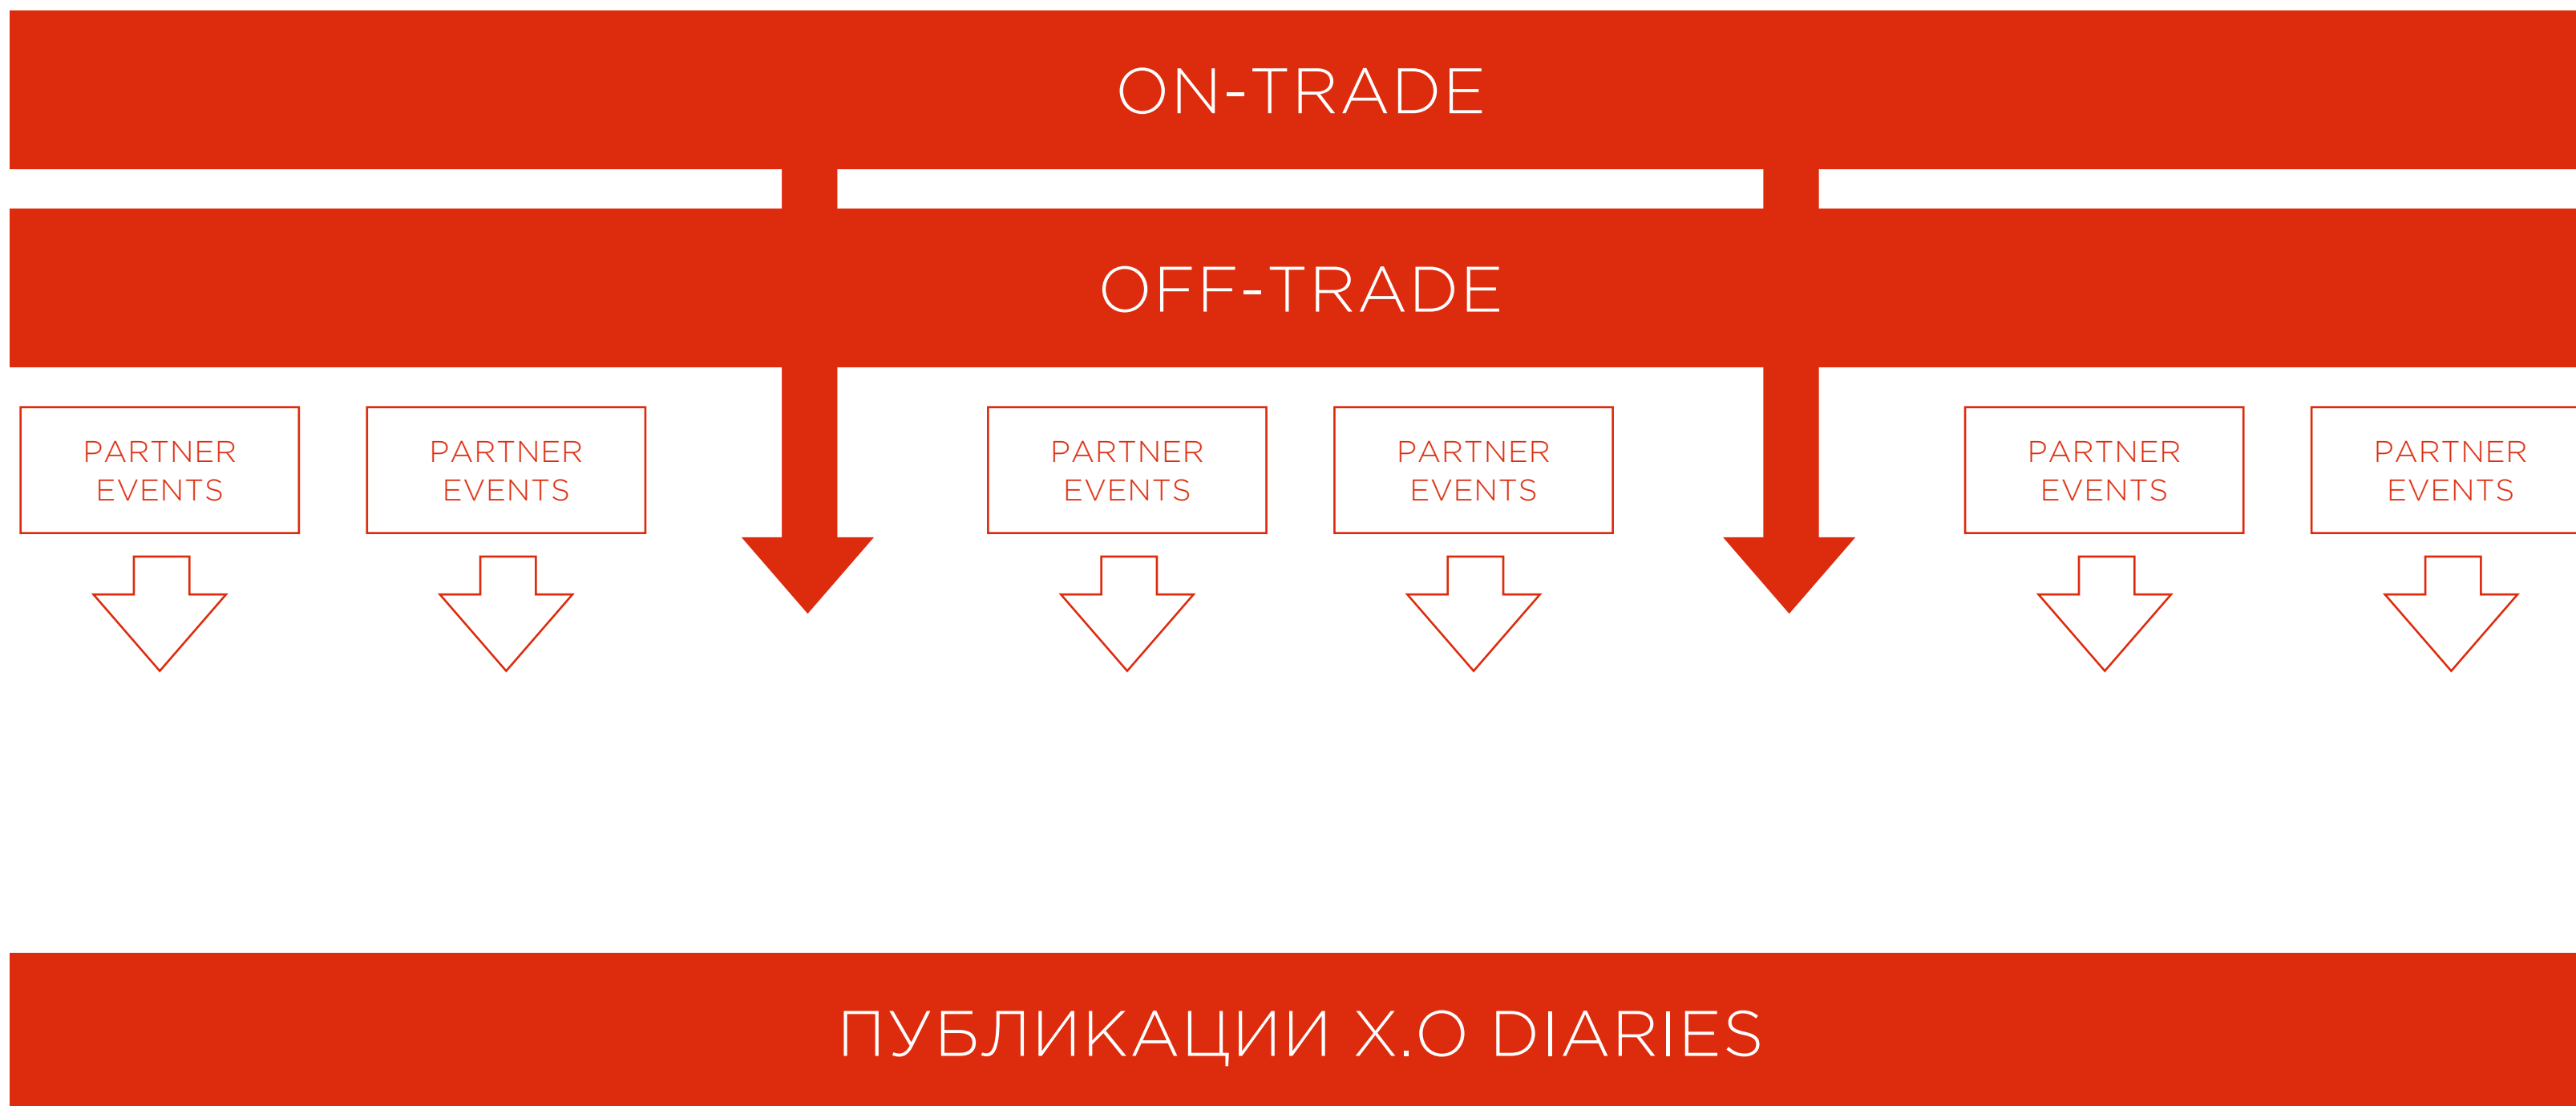 ON-TRADE
OFF-TRADE
PARTNER
EVENTS
PARTNER
EVENTS
PARTNER
EVENTS
PARTNER
EVENTS
PARTNER
EVENTS
PARTNER
EVENTS
ПУБЛИКАЦИИ X.O DIARIES